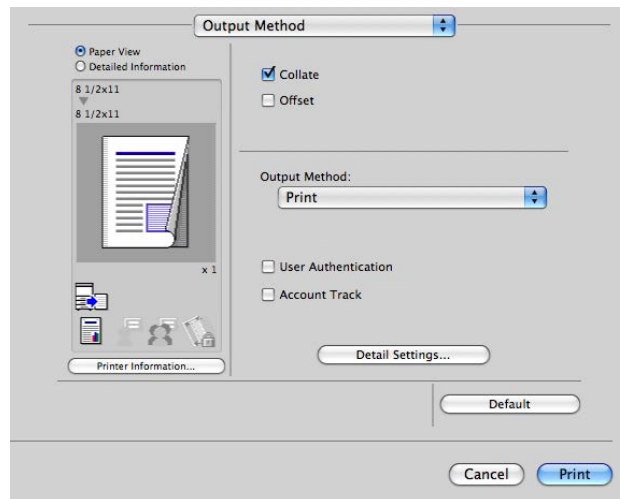 Output Method
Paper View
Detailed Information
8 1/2x11
8 1/2x11
x 1
Printer Information...
Collate
Offset
Output Method:
Print
User Authentication
Account Track
Detail Settings...
Default
Cancel
Print